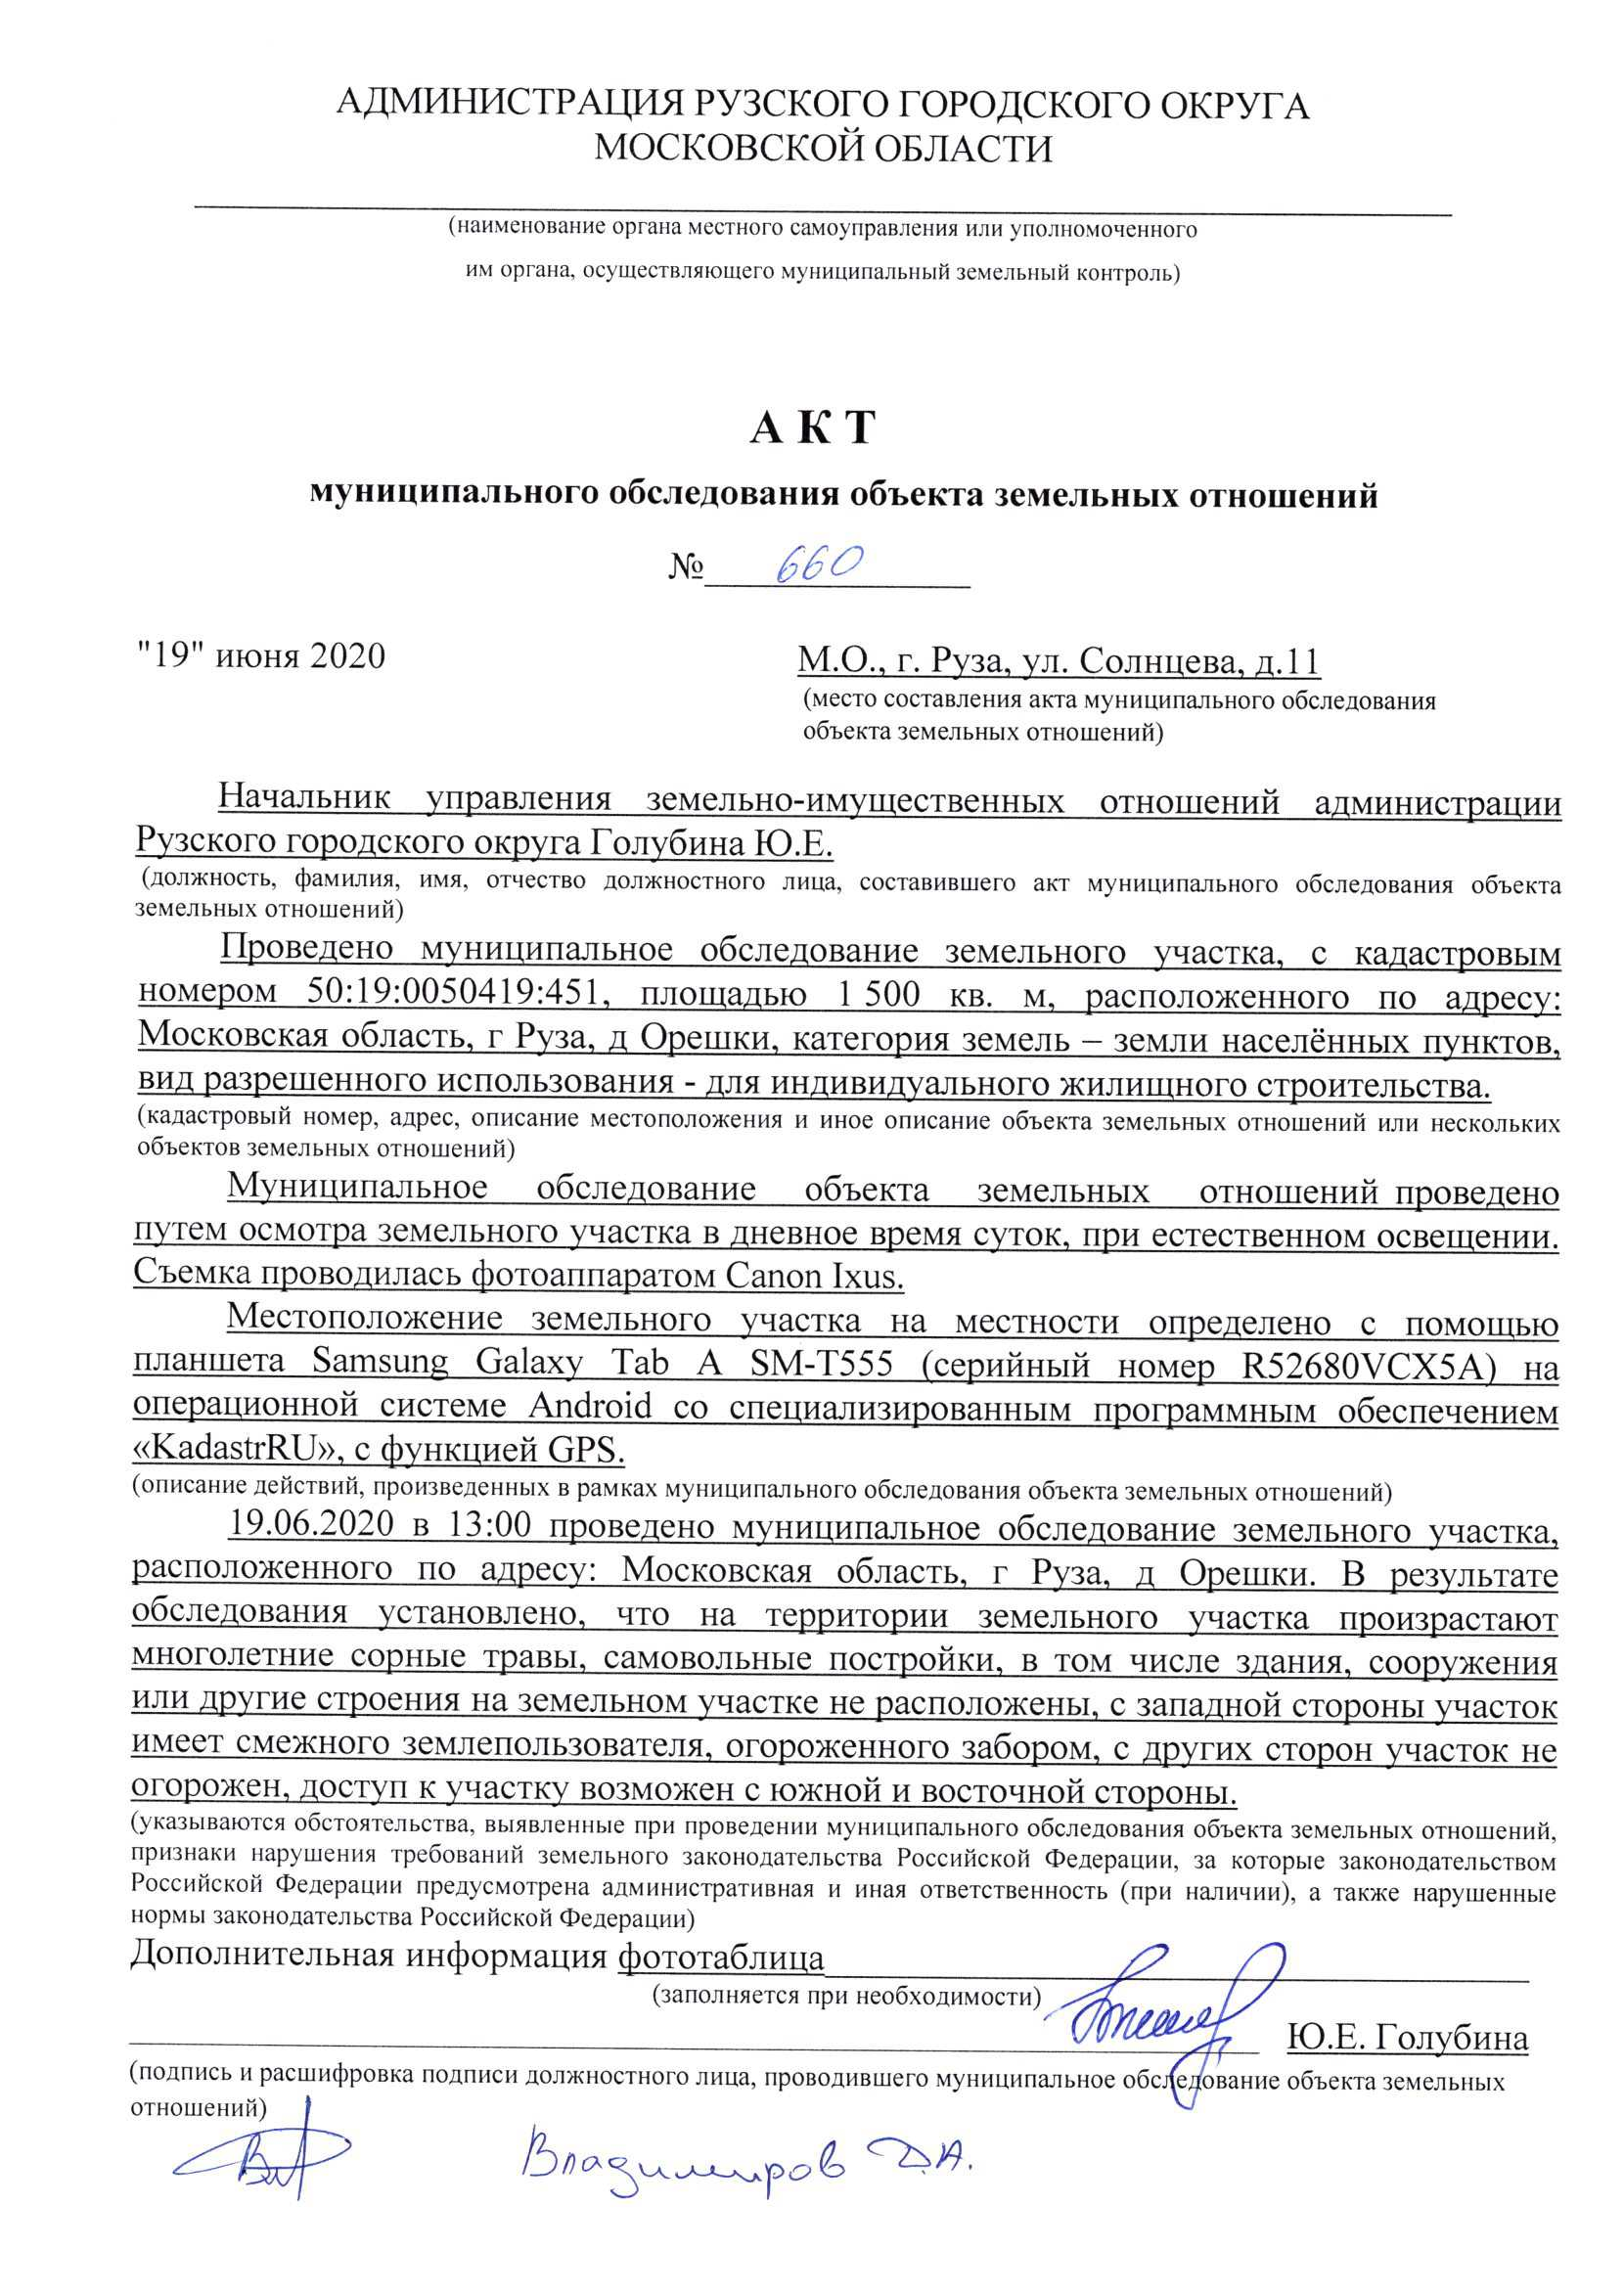 АДМИНИСТРАЦИЯ РУЗСКОГО ГОРОДСКОГО ОКРУГА
МОСКОВСКОЙ ОБЛАСТИ
(наименование органа местного самоуправления или уполномоченного
им органа, осуществляющего муниципальный земельный контроль)
А К Т
муниципального обследования объекта земельных отношений
№ 660
"19" июня 2020
М.О., г. Руза, ул. Солнцева, д.11
(место составления акта муниципального обследования
объекта земельных отношений)
Начальник управления земельно-имущественных отношений администрации
Рузского городского округа Голубина Ю.Е.
(должность, фамилия, имя, отчество должностного лица, составившего акт муниципального обследования объекта
земельных отношений)
Проведено муниципальное обследование земельного участка, с кадастровым
номером 50:19:0050419:451, площадью 1 500 кв. м, расположенного по адресу:
Московская область, г Руза, д Орешки, категория земель – земли населённых пунктов,
вид разрешенного использования - для индивидуального жилищного строительства.
(кадастровый номер, адрес, описание местоположения и иное описание объекта земельных отношений или нескольких
объектов земельных отношений)
Муниципальное обследование объекта земельных отношений проведено
путем осмотра земельного участка в дневное время суток, при естественном освещении.
Съемка проводилась фотоаппаратом Canon Ixus.
Местоположение земельного участка на местности определено с помощью
планшета Samsung Galaxy Tab A SM-T555 (серийный номер R52680VCX5A) на
операционной системе Android со специализированным программным обеспечением
«KadastrRU», с функцией GPS.
(описание действий, произведенных в рамках муниципального обследования объекта земельных отношений)
19.06.2020 в 13:00 проведено муниципальное обследование земельного участка,
расположенного по адресу: Московская область, г Руза, д Орешки. В результате
обследования установлено, что на территории земельного участка произрастают
многолетние сорные травы, самовольные постройки, в том числе здания, сооружения
или другие строения на земельном участке не расположены, с западной стороны участок
имеет смежного землепользователя, огороженного забором, с других сторон участок не
огорожен, доступ к участку возможен с южной и восточной стороны.
(указываются обстоятельства, выявленные при проведении муниципального обследования объекта земельных отношений,
признаки нарушения требований земельного законодательства Российской Федерации, за которые законодательством
Российской Федерации предусмотрена административная и иная ответственность (при наличии), а также нарушенные
нормы законодательства Российской Федерации)
Дополнительная информация фототаблица
(заполняется при необходимости)
Ю.Е. Голубина
(подпись и расшифровка подписи должностного лица, проводившего муниципальное обследование объекта земельных
отношений)
Владимиров Д.А.